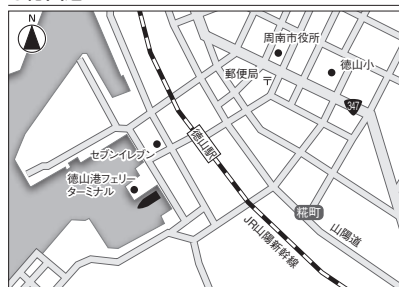 N
周南市役所
徳山小
郵便局
〒
347
徳山駅
セブンイレブン
徳山港フェリー
ターミナル
糀町
山陽道
JR山陽新幹線